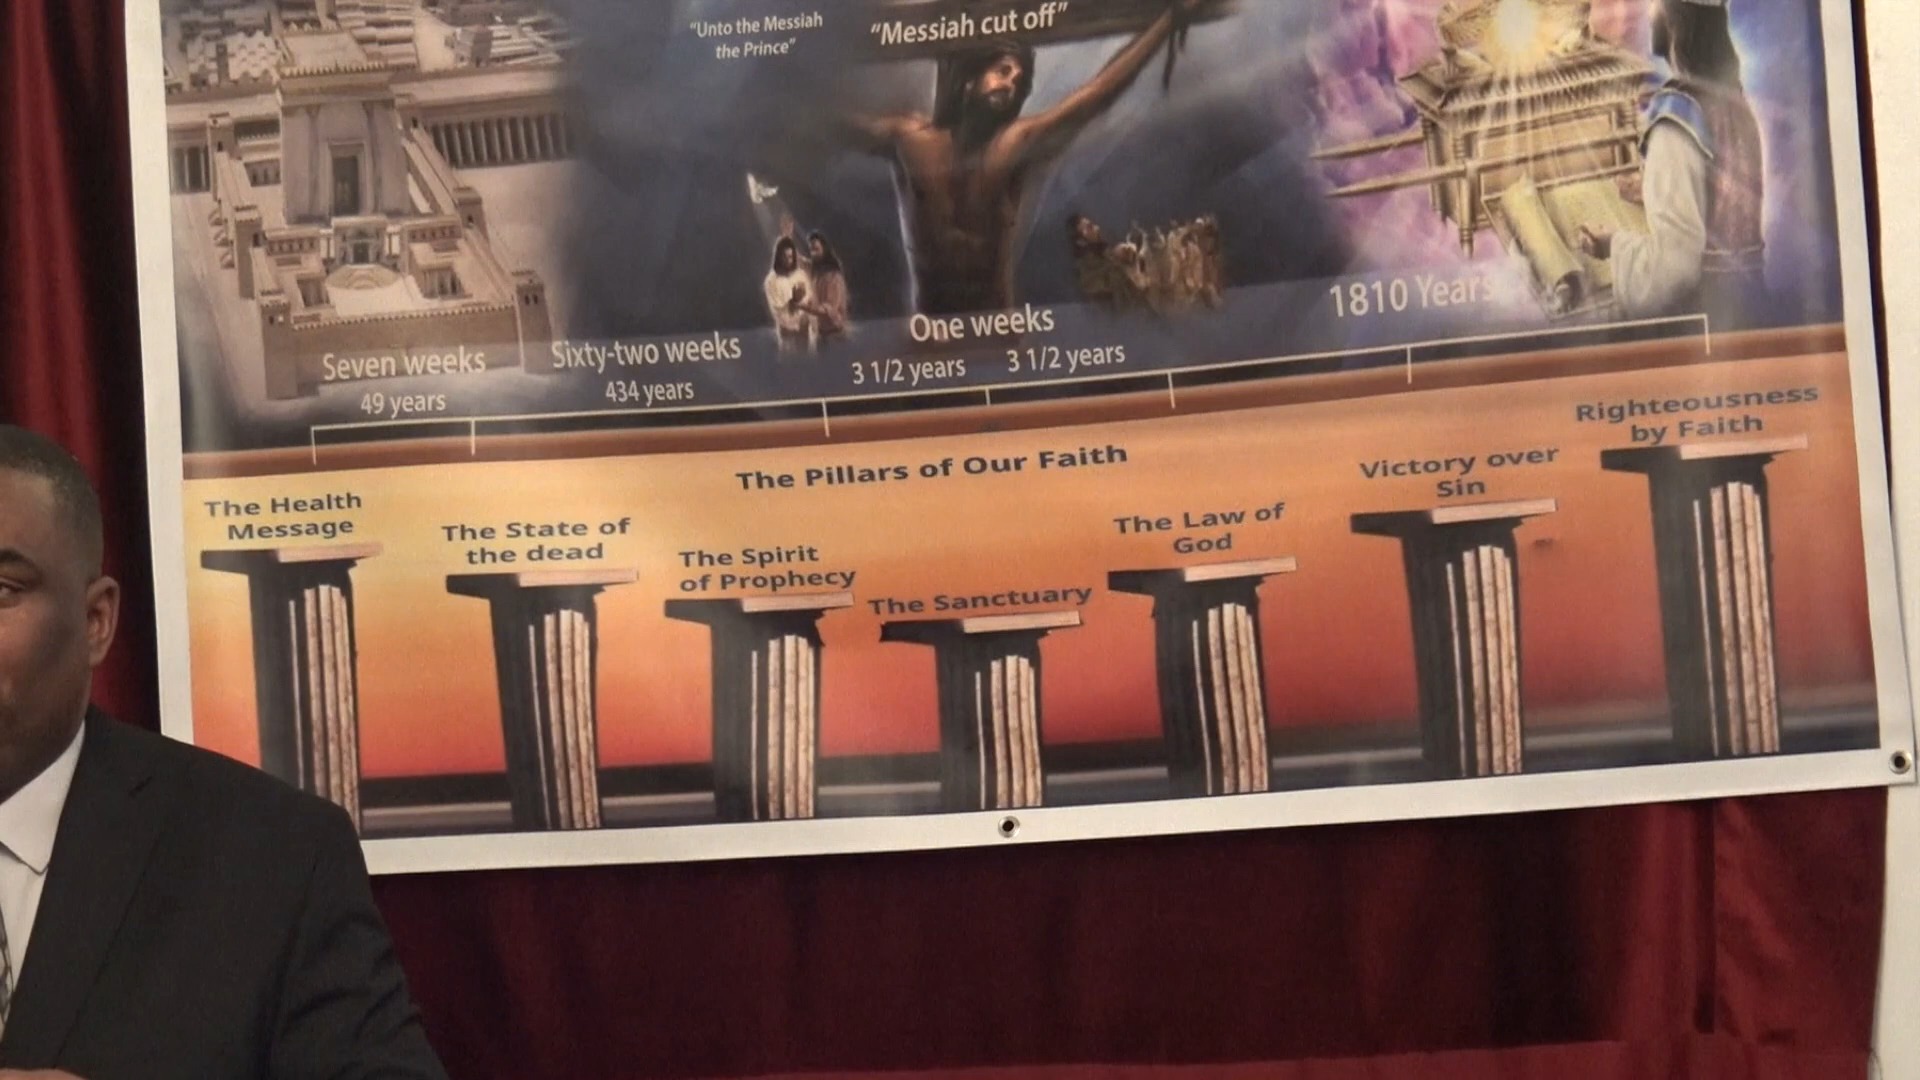 "Unto the Messiah
the Prince"
"Messiah cut off"
Seven weeks
49 years
Sixty-two weeks
434 years
One weeks
3 1/2 years
3 1/2 years
1810 Years
The Pillars of Our Faith
The Health
Message
The State of
the dead
The Spirit
of Prophecy
The Sanctuary
The Law of
God
Victory over
Sin
Righteousness
by Faith